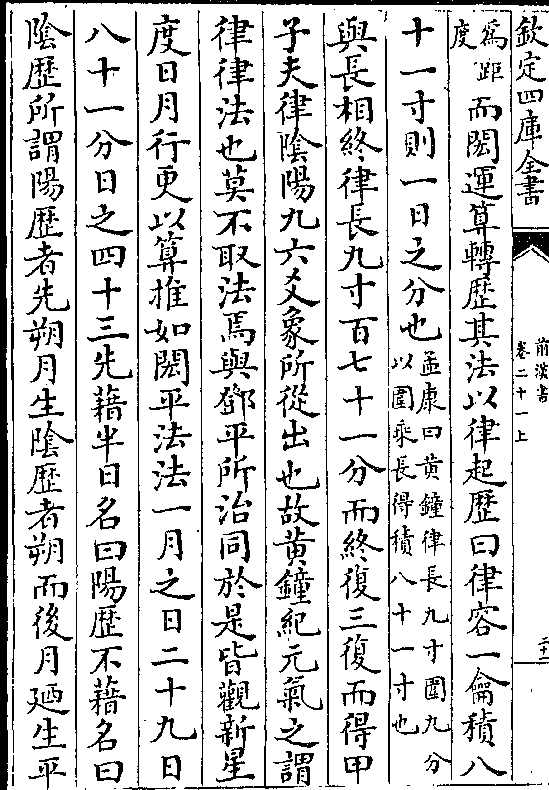 欽定四庫全書
前漢書
卷二十一上
二十二
爲距
度
而閎運算轉歴其法以律起歴曰律容一龠積八
十一寸則一日之分也
孟康曰黄鐘律長九寸圍九分
以圍乘長得積八十一寸也
與長相終律長九寸百七十一分而終復三復而得甲
子夫律隂陽九六爻象所從出也故黄鐘紀元氣之謂
律律法也莫不取法焉與鄧平所治同於是皆觀新星
度日月行更以算推如閎平法法一月之日二十九日
八十一分日之四十三先藉半日名曰陽歴不藉名曰
隂歴所謂陽歴者先朔月生隂歴者朔而後月廼生平